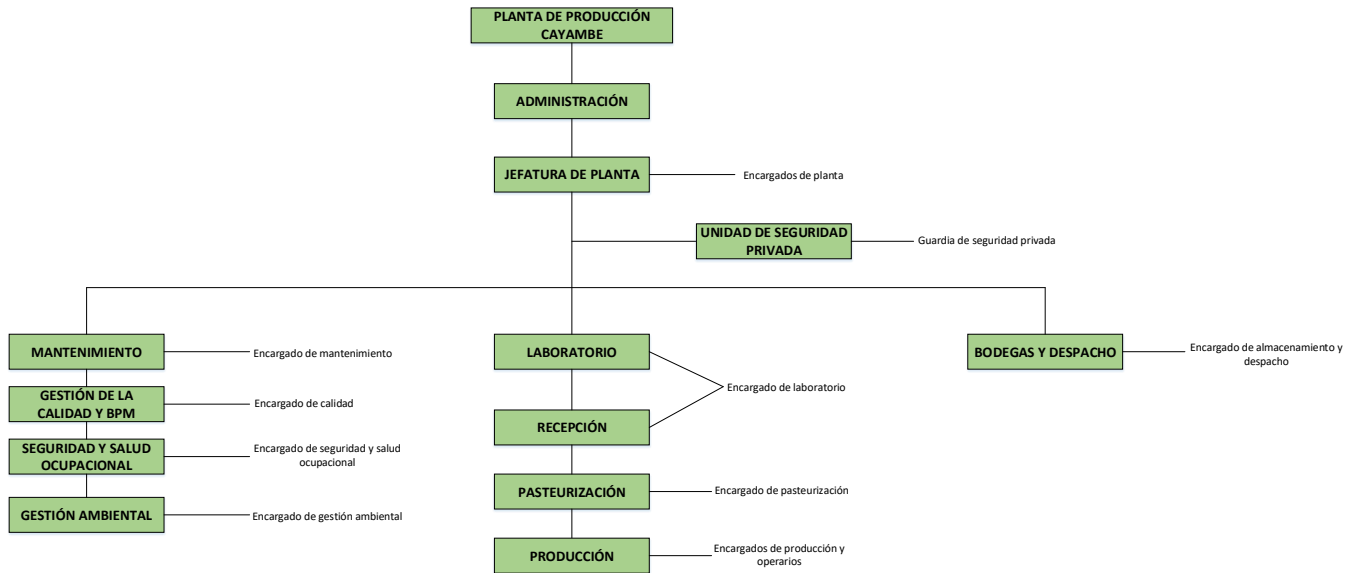 PLANTA DE PRODUCCIÓN
CAYAMBE
ADMINISTRACIÓN
JEFATURA DE PLANTA
Encargados de planta
UNIDAD DE SEGURIDAD
PRIVADA
Guardia de seguridad privada
MANTENIMIENTO
Encargado de mantenimiento
GESTIÓN DE LA
CALIDAD Y BPM
Encargado de calidad
SEGURIDAD Y SALUD
OCUPACIONAL
Encargado de seguridad y salud
ocupacional
GESTIÓN AMBIENTAL
Encargado de gestión ambiental
LABORATORIO
Encargado de laboratorio
RECEPCIÓN
PASTEURIZACIÓN
Encargado de pasteurización
PRODUCCIÓN
Encargados de producción y
operarios
BODEGAS Y DESPACHO
Encargado de almacenamiento y
despacho